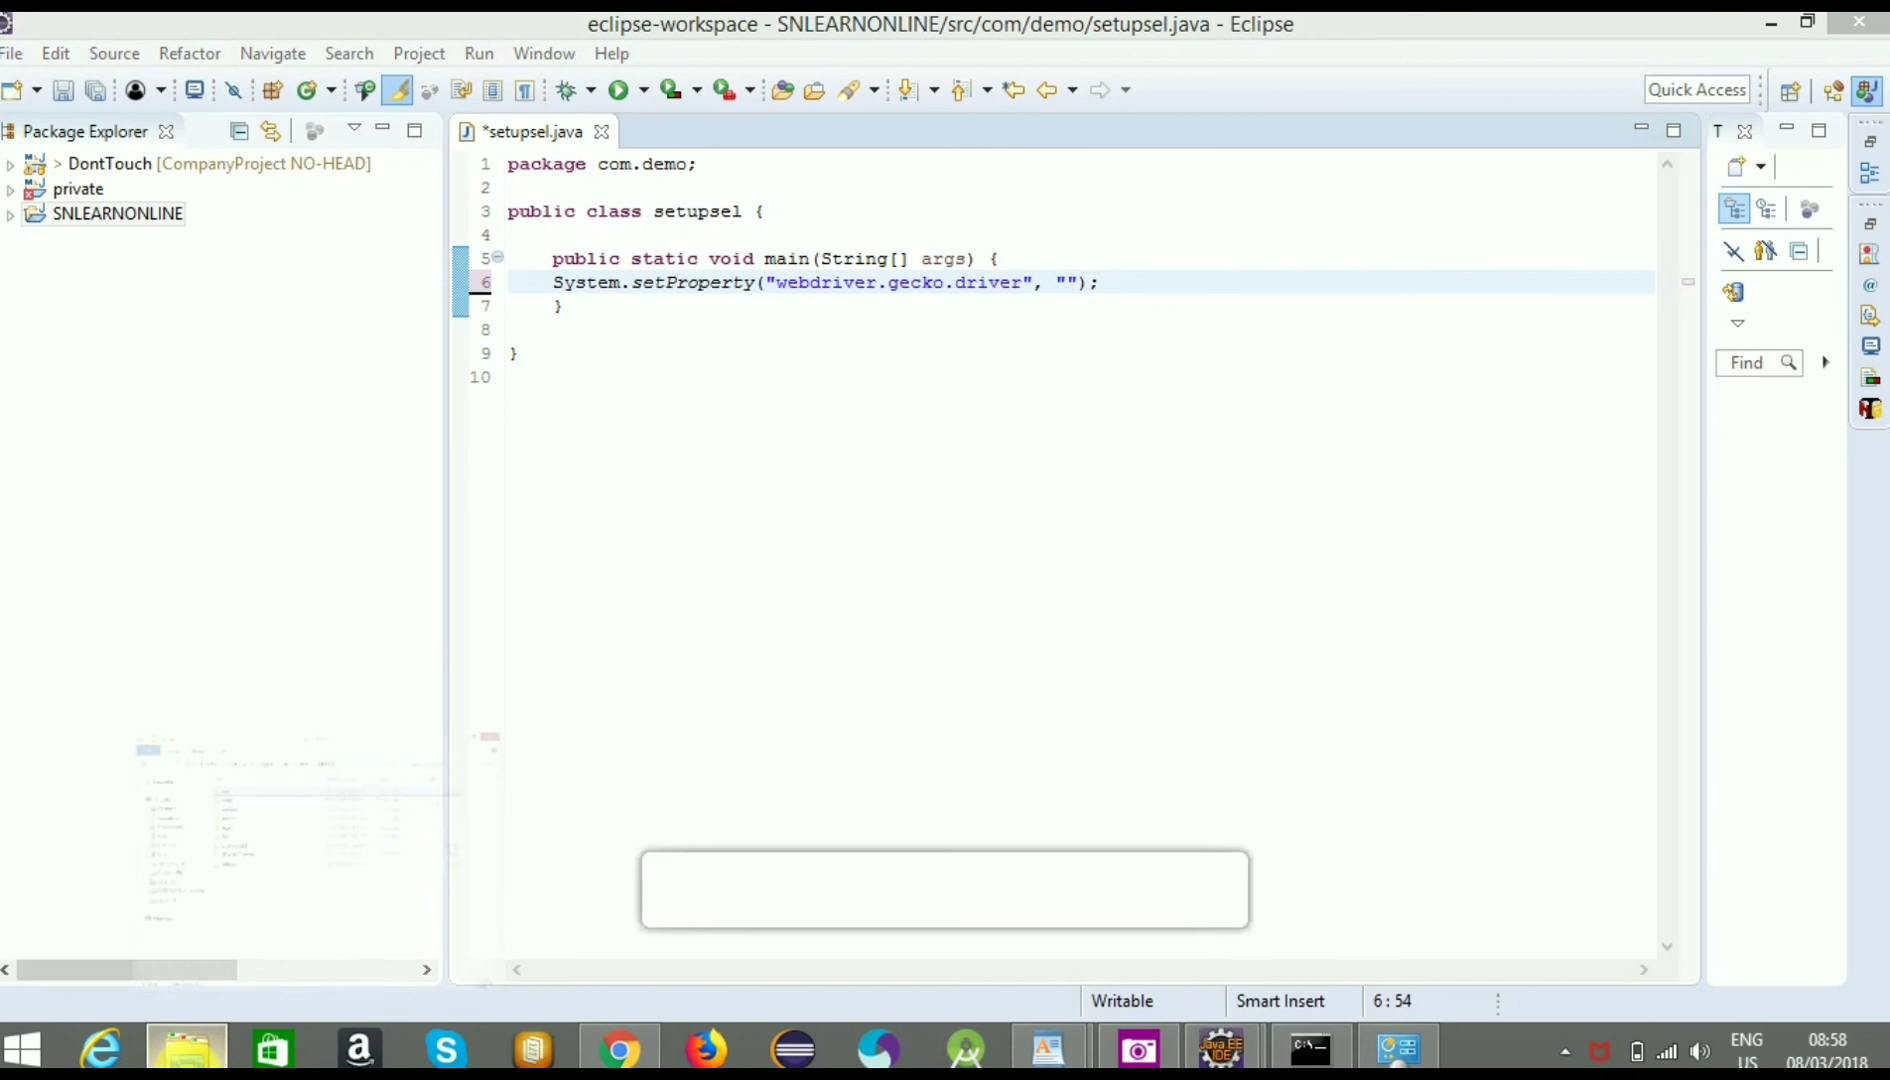 eclipse-workspace - SNLEARNONLINE/src/com/demo/setupsel.java - Eclipse
File Edit Source Refactor Navigate Search Project Run Window Help
Quick Access
Package Explorer
*setupsel.java
T
> DontTouch [CompanyProject NO-HEAD]
private
SNLEARNONLINE
1 package com.demo;
2
3 public class setupsel {
4
5 public static void main(String[] args) {
6 System.setProperty("webdriver.gecko.driver", "");
7 }
8
9 }
10
Find
Writable Smart Insert 6 : 54
Java EE
IDE
C:\_
ENG
US
08:58
08/03/2018